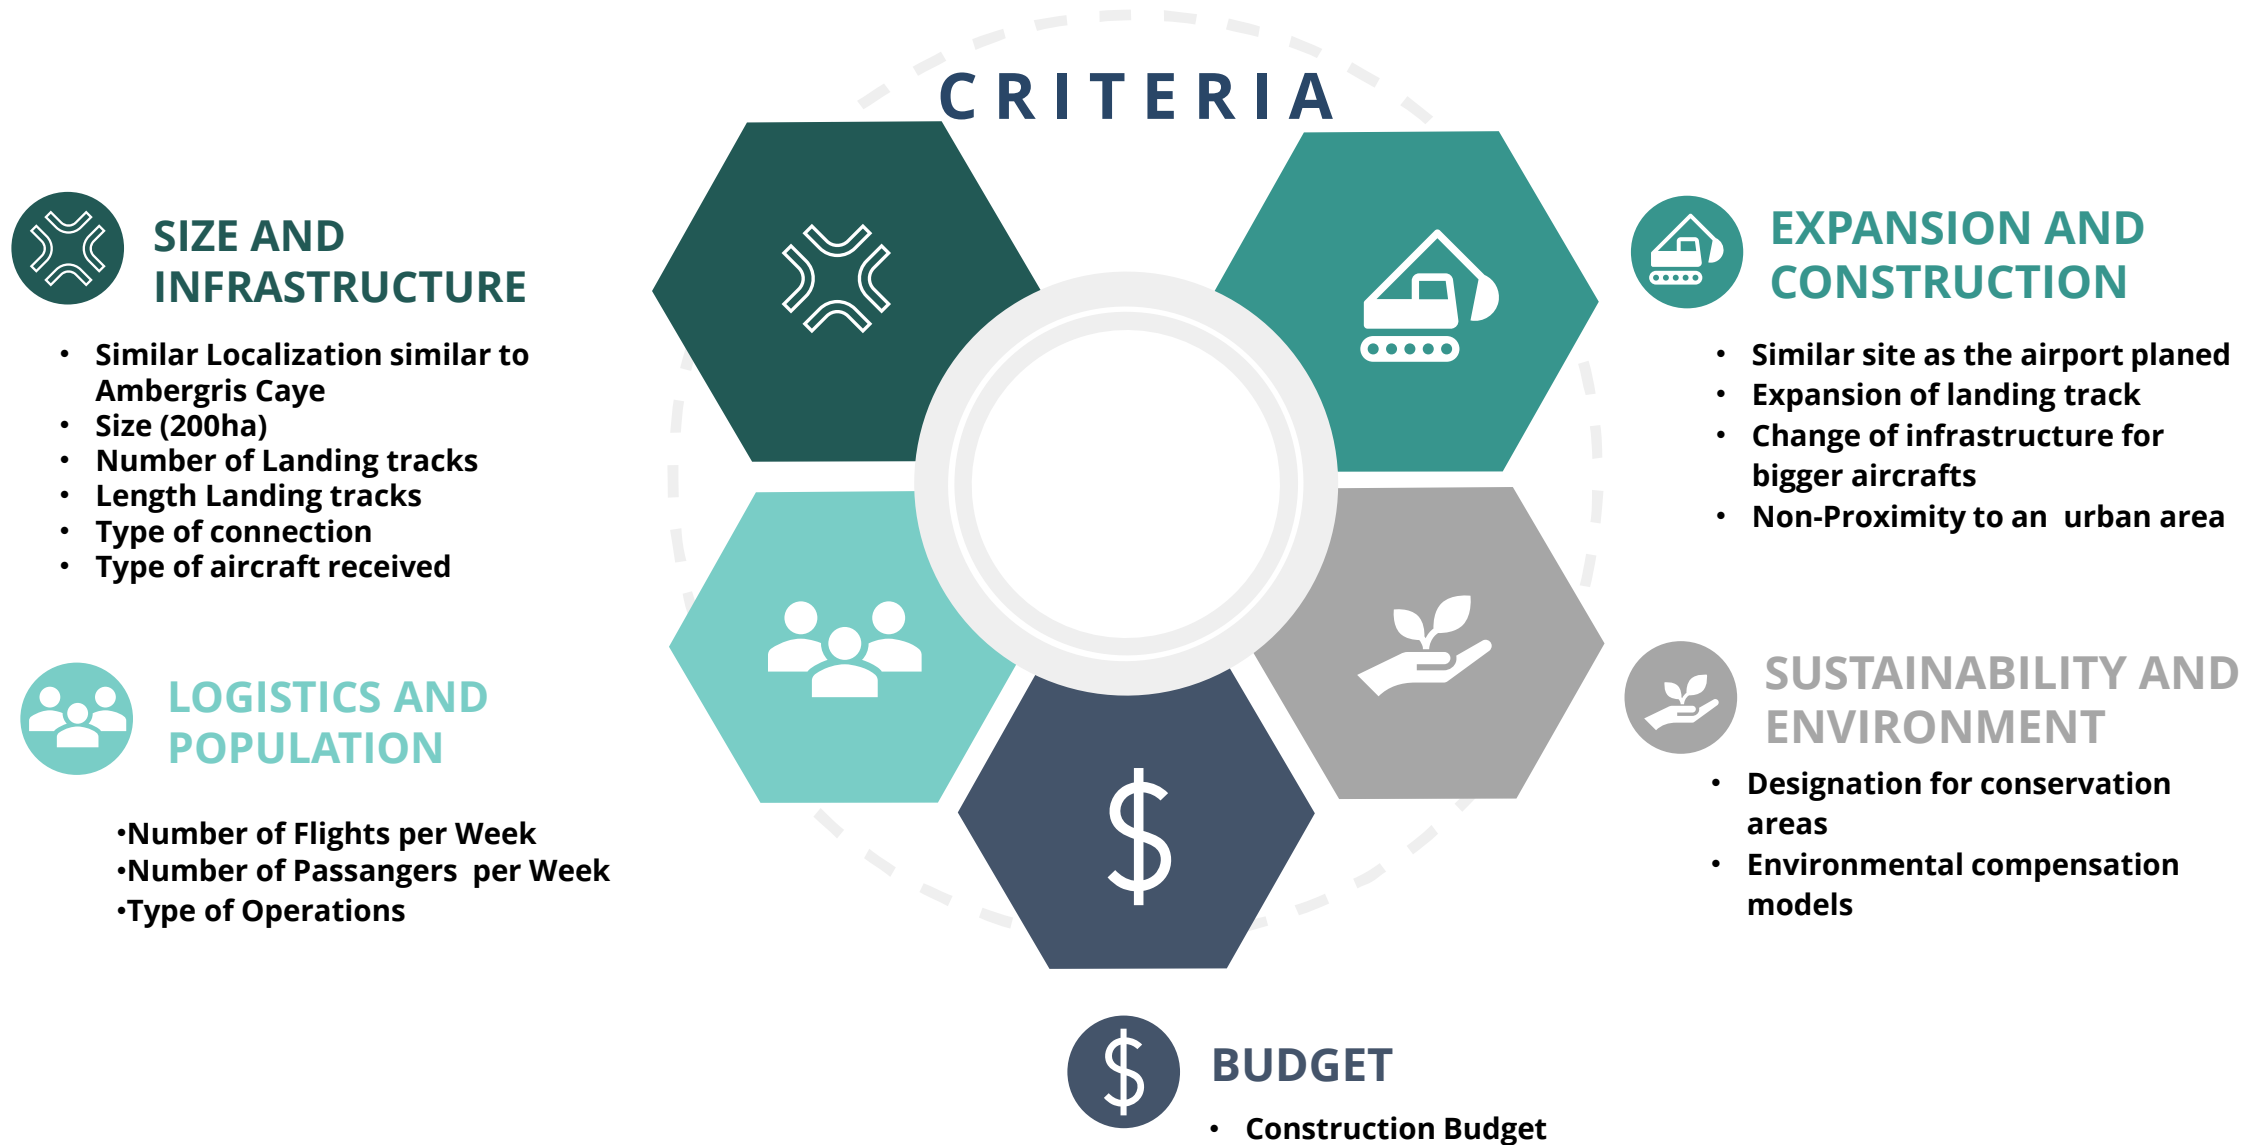 CRITERIA
SIZE AND
INFRASTRUCTURE
• Similar Localization similar to
Ambergris Caye
• Size (200ha)
• Number of Landing tracks
• Length Landing tracks
• Type of connection
• Type of aircraft received
LOGISTICS AND
POPULATION
•Number of Flights per Week
•Number of Passangers per Week
•Type of Operations
EXPANSION AND
CONSTRUCTION
• Similar site as the airport planed
• Expansion of landing track
• Change of infrastructure for
bigger aircrafts
• Non-Proximity to an urban area
SUSTAINABILITY AND
ENVIRONMENT
• Designation for conservation
areas
• Environmental compensation
models
$
$
BUDGET
• Construction Budget